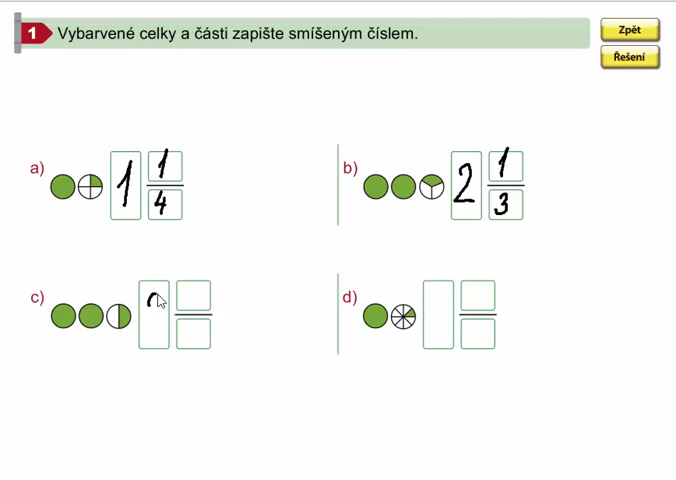 1 Vybarvené celky a části zapište smíšeným číslem.
Zpět
Řešení
a) 1 1/4
b) 2 1/3
c)
d)